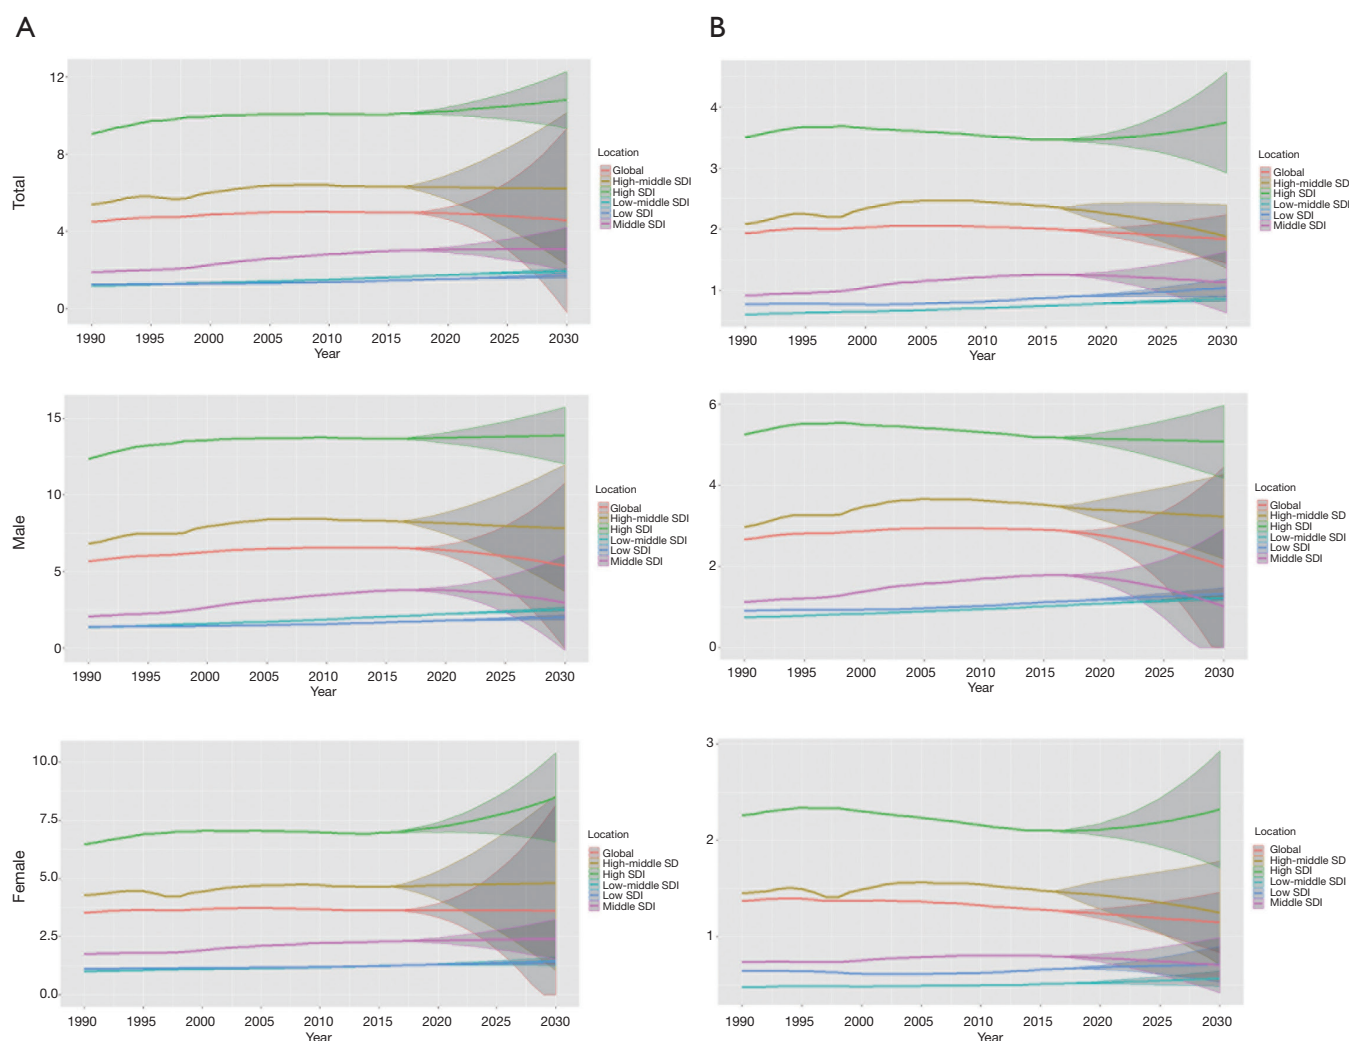 A
B
Total
12
8
4
0
1990 1995 2000 2005 2010 2015 2020 2025 2030
Year
Location
Global
High-middle SDI
High SDI
Low-middle SDI
Low SDI
Middle SDI
4
3
2
1
1990 1995 2000 2005 2010 2015 2020 2025 2030
Year
Location
Global
High-middle SD
High SDI
Low-middle SDI
Low SDI
Middle SDI
Male
15
10
5
0
1990 1995 2000 2005 2010 2015 2020 2025 2030
Year
Location
Global
High-middle SDI
High SDI
Low-middle SDI
Low SDI
Middle SDI
6
4
2
0
1990 1995 2000 2005 2010 2015 2020 2025 2030
Year
Location
Global
High-middle SD
High SDI
Low-middle SDI
Low SDI
Middle SDI
Female
10.0
7.5
5.0
2.5
0.0
1990 1995 2000 2005 2010 2015 2020 2025 2030
Year
Location
Global
High-middle SD
High SDI
Low-middle SDI
Low SDI
Middle SDI
3
2
1
1990 1995 2000 2005 2010 2015 2020 2025 2030
Year
Location
Global
High-middle SD
High SDI
Low-middle SDI
Low SDI
Middle SDI